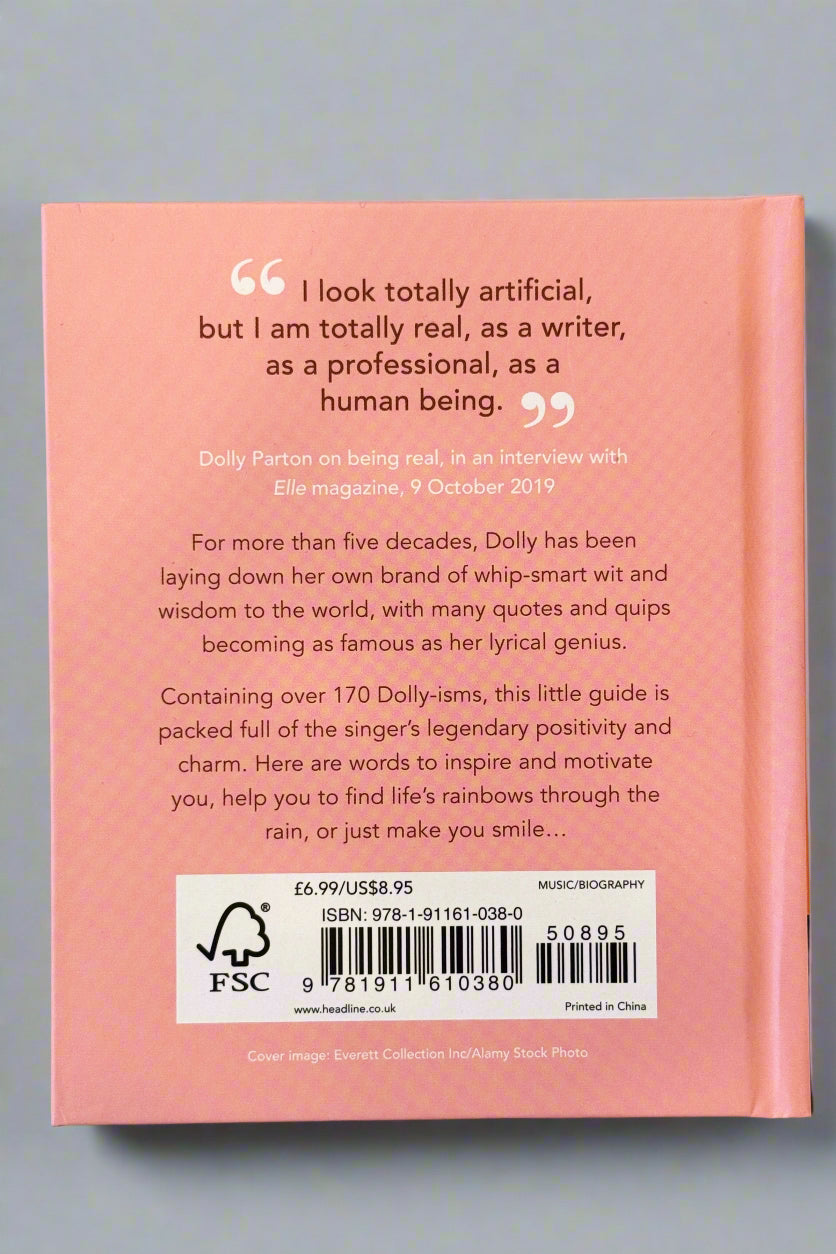 “ I look totally artificial,
but I am totally real, as a writer,
as a professional, as a
human being. ”
Dolly Parton on being real, in an interview with
Elle magazine, 9 October 2019
For more than five decades, Dolly has been
laying down her own brand of whip-smart wit and
wisdom to the world, with many quotes and quips
becoming as famous as her lyrical genius.
Containing over 170 Dolly-isms, this little guide is
packed full of the singer’s legendary positivity and
charm. Here are words to inspire and motivate
you, help you to find life’s rainbows through the
rain, or just make you smile…
£6.99/US$8.95
MUSIC/BIOGRAPHY
ISBN: 978-1-91161-038-0
50895
®
FSC
9 781911 610380
www.headline.co.uk
Printed in China
Cover image: Everett Collection Inc/Alamy Stock Photo